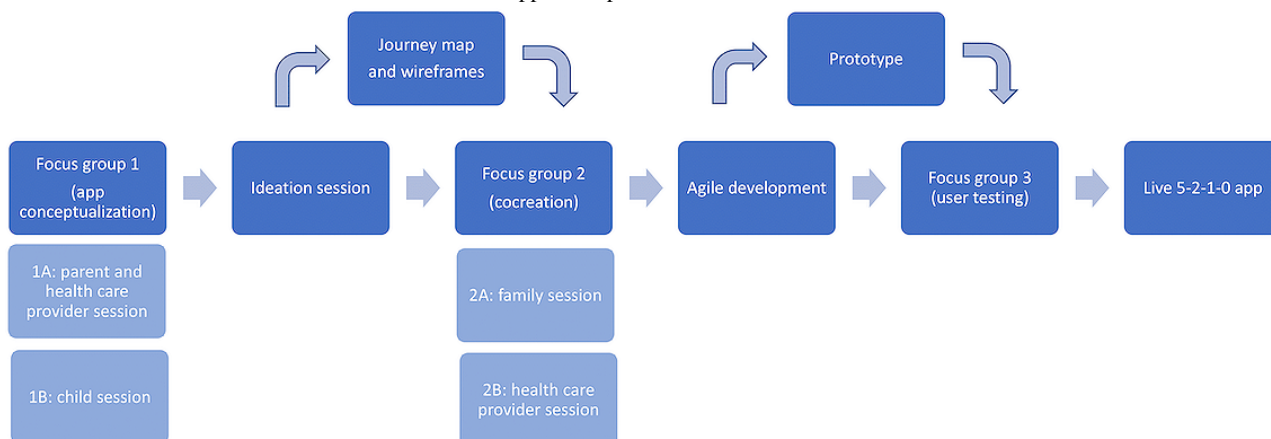 Journey map
and wireframes
Prototype
Focus group 1
(app
conceptualization)
Ideation session
Focus group 2
(cocreation)
Agile development
Focus group 3
(user testing)
Live 5-2-1-0 app
1A: parent and
health care
provider session
2A: family session
1B: child session
2B: health care
provider session